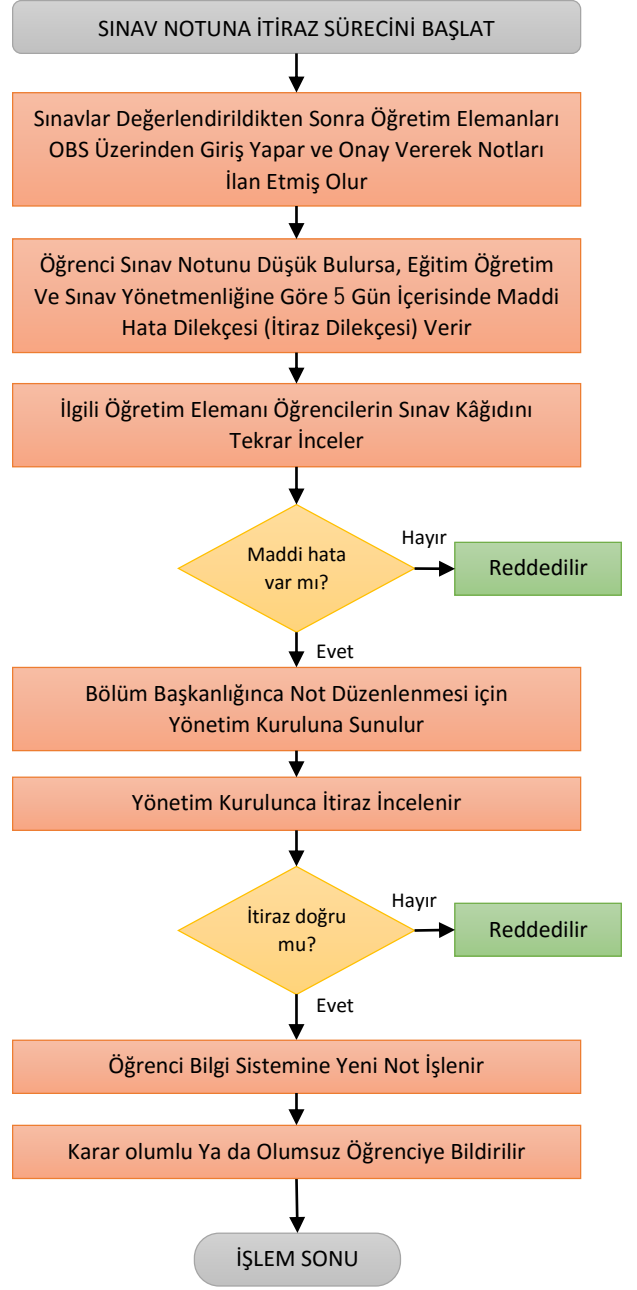 SINAV NOTUNA İTİRAZ SÜRECİNİ BAŞLAT
Sınavlar Değerlendirildikten Sonra Öğretim Elemanları
OBS Üzerinden Giriş Yapar ve Onay Vererek Notları
İlan Etmiş Olur
Öğrenci Sınav Notunu Düşük Bulursa, Eğitim Öğretim
Ve Sınav Yönetmenliğine Göre 5 Gün İçerisinde Maddi
Hata Dilekçesi (İtiraz Dilekçesi) Verir
İlgili Öğretim Elemanı Öğrencilerin Sınav Kâğıdını
Tekrar İnceler
Maddi hata
var mı?
Hayır
Reddedilir
Evet
Bölüm Başkanlığınca Not Düzenlenmesi için
Yönetim Kuruluna Sunulur
Yönetim Kurulunca İtiraz İncelenir
İtiraz doğru
mu?
Hayır
Reddedilir
Evet
Öğrenci Bilgi Sistemine Yeni Not İşlenir
Karar olumlu Ya da Olumsuz Öğrenciye Bildirilir
İŞLEM SONU